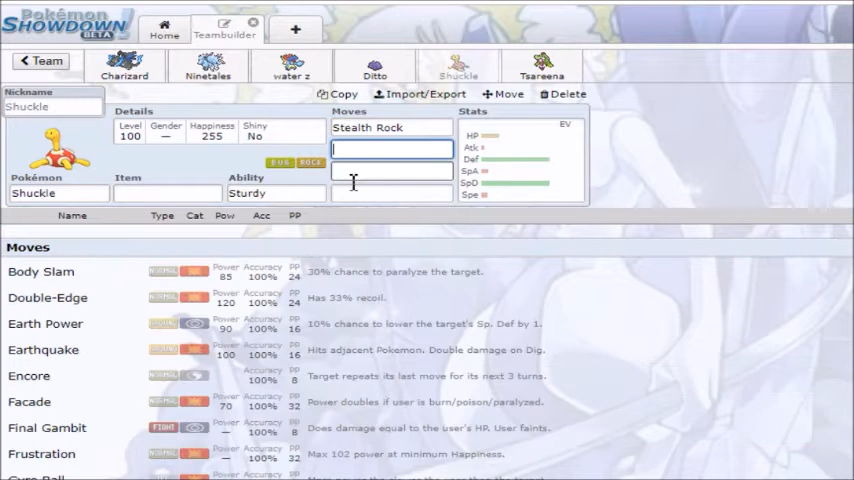 Pokémon
SHOWDOWN
BETA
Home
Teambuilder
+
Team
Charizard
Ninetales
water z
Ditto
Shuckle
Tsareena
Copy
Import/Export
Move
Delete
Nickname
Shuckle
Details
Level Gender Happiness Shiny
100 — 255 No
BUG ROCK
Pokémon Item Ability
Shuckle Sturdy
Moves
Stealth Rock
Stats
EV
HP
Atk
Def
SpA
SpD
Spe
Name Type Cat Pow Acc PP
Moves
Body Slam NORMAL Power 85 Accuracy 100% PP 24 30% chance to paralyze the target.
Double-Edge NORMAL Power 120 Accuracy 100% PP 24 Has 33% recoil.
Earth Power GROUND Power 90 Accuracy 100% PP 16 10% chance to lower the target's Sp. Def by 1.
Earthquake GROUND Power 100 Accuracy 100% PP 16 Hits adjacent Pokemon. Double damage on Dig.
Encore NORMAL Accuracy 100% PP 8 Target repeats its last move for its next 3 turns.
Facade NORMAL Power 70 Accuracy 100% PP 32 Power doubles if user is burn/poison/paralyzed.
Final Gambit FIGHT Power — Accuracy 100% PP 8 Does damage equal to the user's HP. User faints.
Frustration NORMAL Power — Accuracy 100% PP 32 Max 102 power at minimum Happiness.
Power Accuracy PP